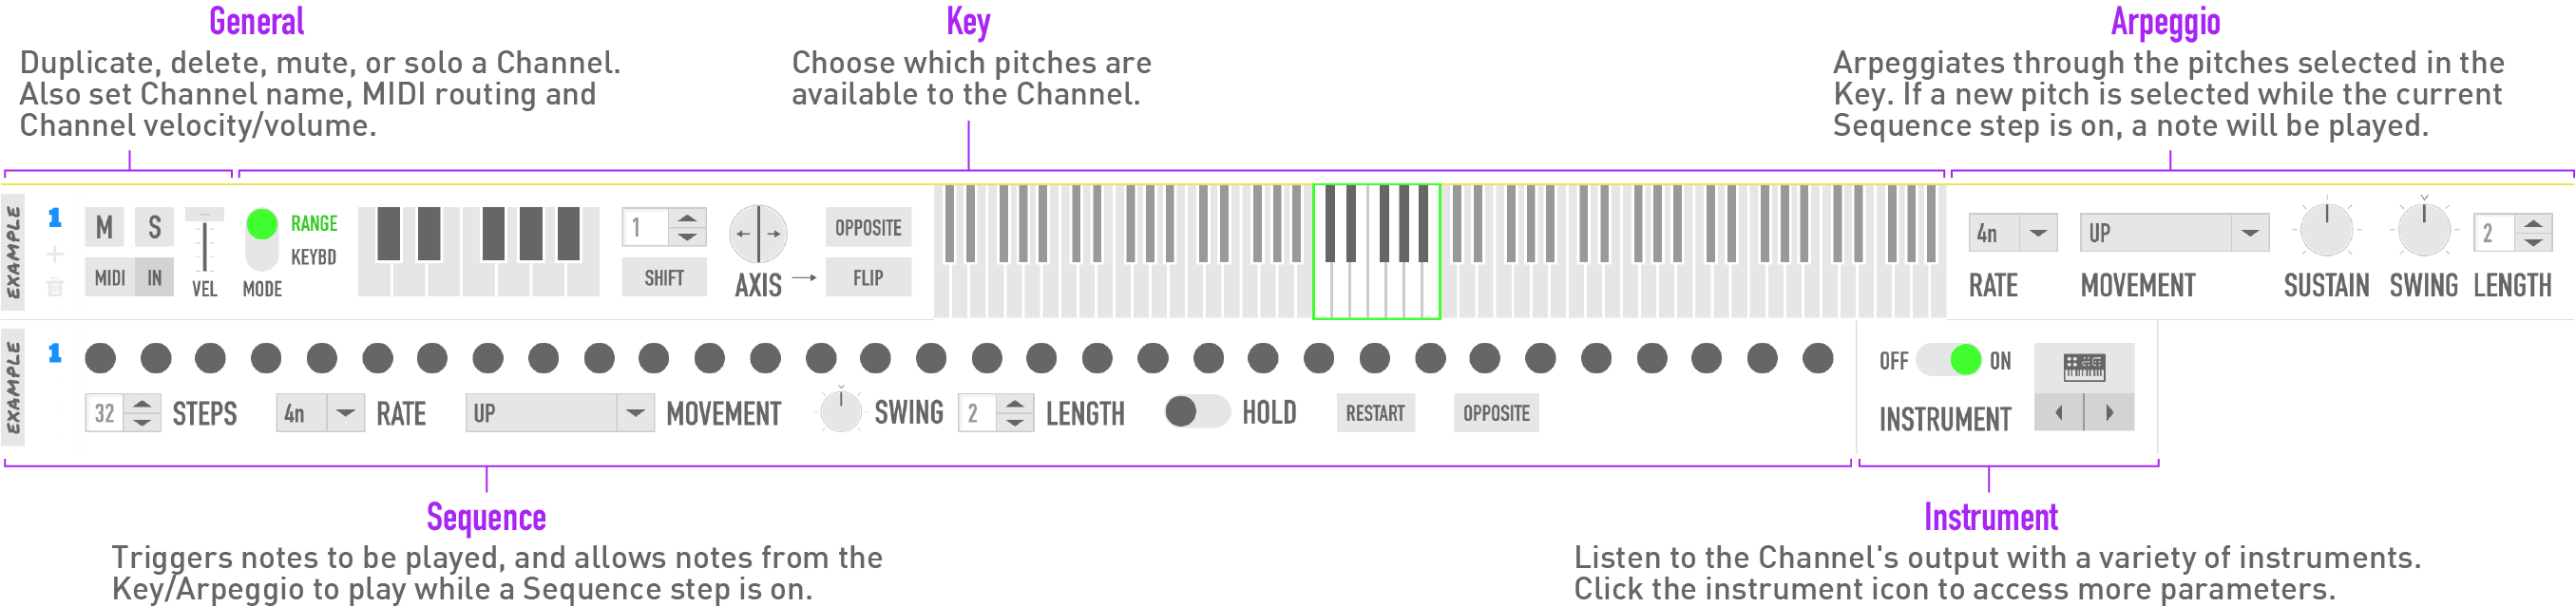 General
Duplicate, delete, mute, or solo a Channel.
Also set Channel name, MIDI routing and
Channel velocity/volume.
Key
Choose which pitches are
available to the Channel.
Arpeggio
Arpeggiates through the pitches selected in the
Key. If a new pitch is selected while the current
Sequence step is on, a note will be played.
EXAMPLE
1
M S
MIDI IN
VEL
RANGE
KEYBD
MODE
1
SHIFT
AXIS
OPPOSITE
FLIP
4n
RATE
UP
MOVEMENT
SUSTAIN
SWING
2
LENGTH
EXAMPLE
1
32 STEPS
4n RATE
UP MOVEMENT
SWING
2 LENGTH
HOLD
RESTART
OPPOSITE
OFF ON
INSTRUMENT
Sequence
Triggers notes to be played, and allows notes from the
Key/Arpeggio to play while a Sequence step is on.
Instrument
Listen to the Channel's output with a variety of instruments.
Click the instrument icon to access more parameters.